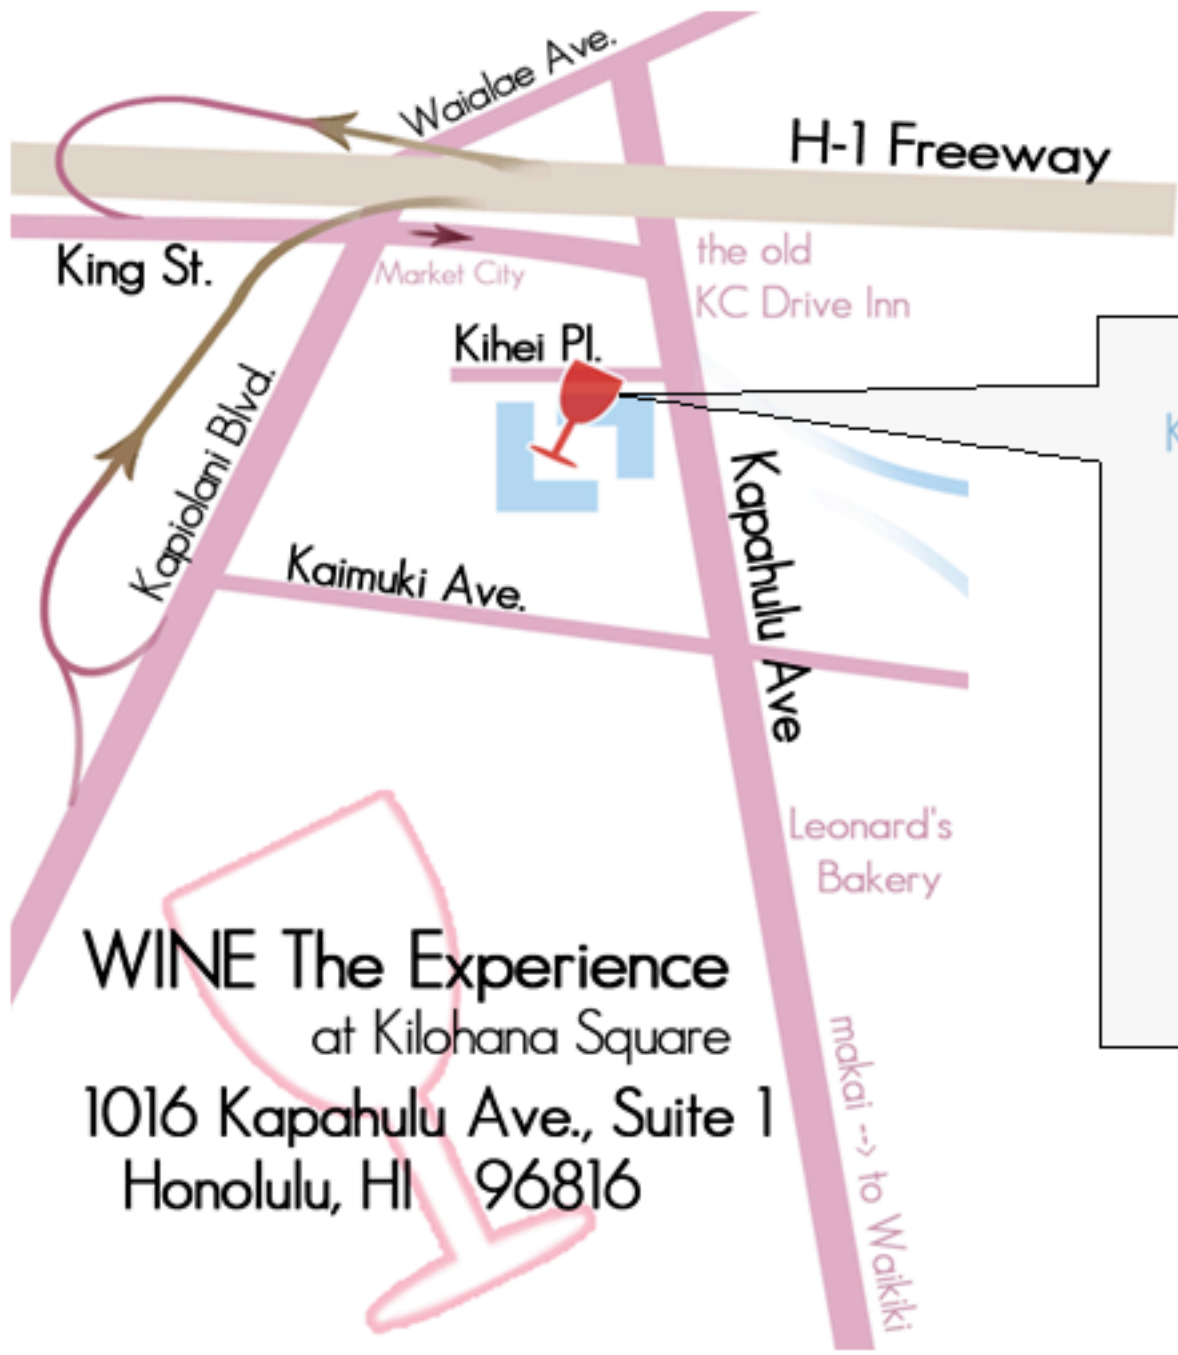 Waialae Ave.
H-1 Freeway
King St.
Market City
the old
KC Drive Inn
Kihei Pl.
Kapiolani Blvd.
Kapahulu Ave
Kaimuki Ave.
Leonard's
Bakery
WINE The Experience
at Kilohana Square
1016 Kapahulu Ave., Suite 1
Honolulu, HI 96816
makai --> to Waikiki